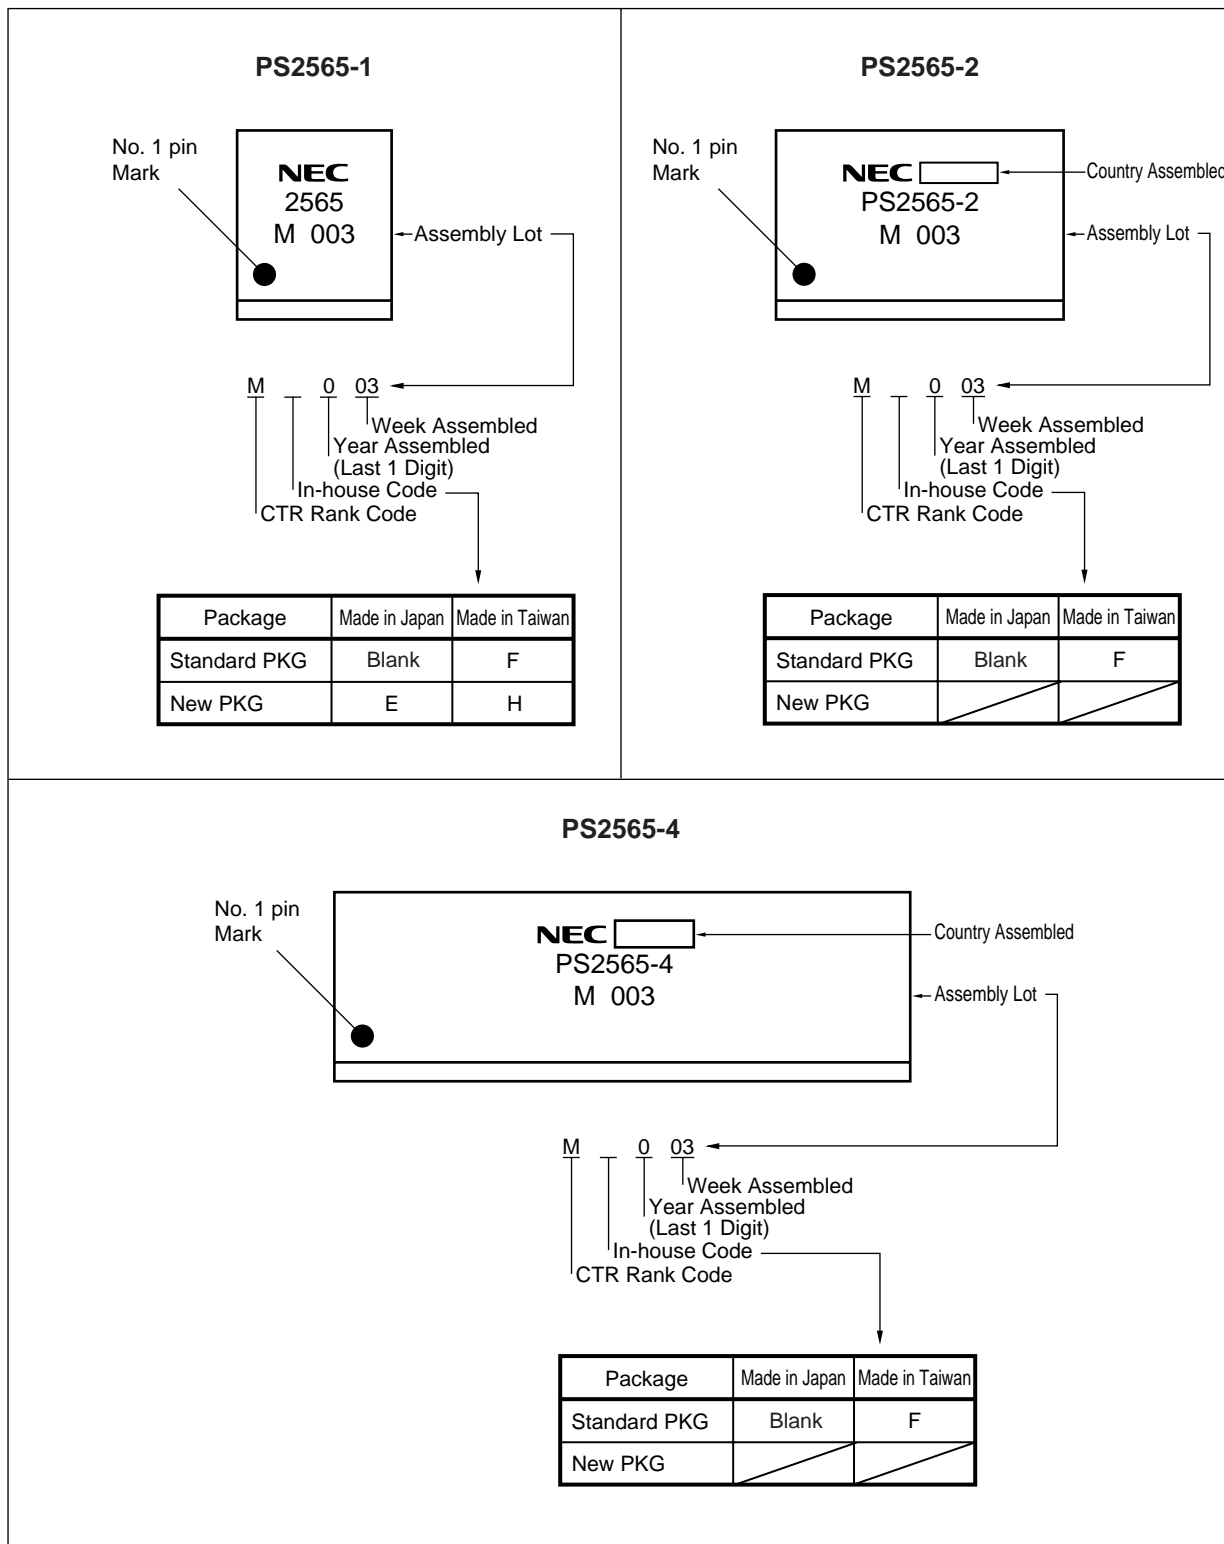 PS2565-1
No. 1 pin
Mark
NEC
2565
M 003
Assembly Lot
M 0 03
Week Assembled
Year Assembled
(Last 1 Digit)
In-house Code
CTR Rank Code
Package Made in Japan Made in Taiwan
Standard PKG Blank F
New PKG E H
PS2565-2
No. 1 pin
Mark
NEC
Country Assembled
PS2565-2
M 003
Assembly Lot
M 0 03
Week Assembled
Year Assembled
(Last 1 Digit)
In-house Code
CTR Rank Code
Package Made in Japan Made in Taiwan
Standard PKG Blank F
New PKG
PS2565-4
No. 1 pin
Mark
NEC
Country Assembled
PS2565-4
M 003
Assembly Lot
M 0 03
Week Assembled
Year Assembled
(Last 1 Digit)
In-house Code
CTR Rank Code
Package Made in Japan Made in Taiwan
Standard PKG Blank F
New PKG